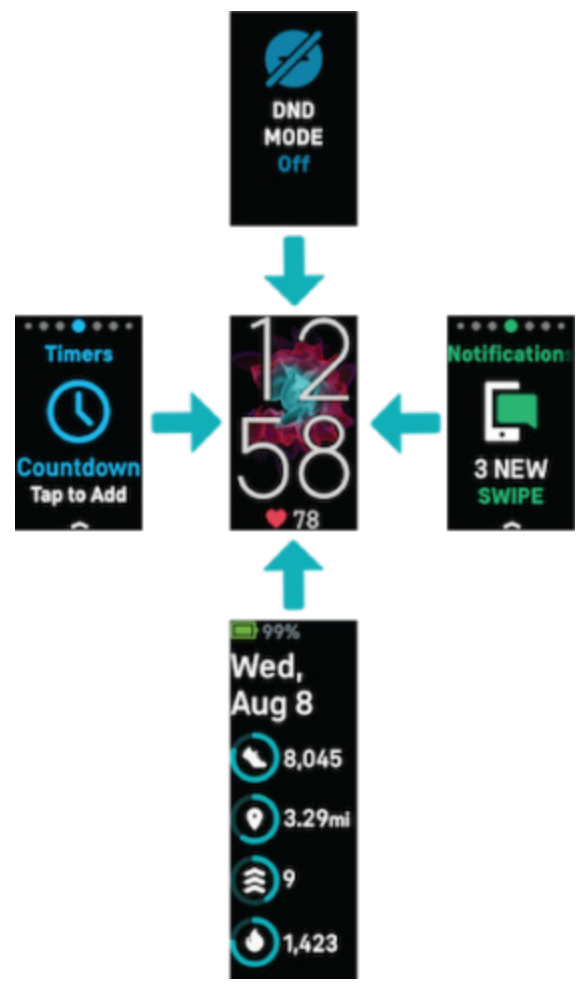 DND
MODE
Off
Timers
Countdown
Tap to Add
12
58
78
Notifications
3 NEW
SWIPE
99%
Wed,
Aug 8
8,045
3.29mi
9
1,423